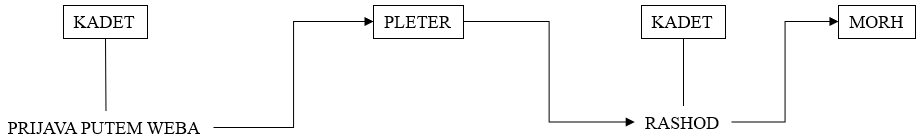 KADET
PLETER
KADET
MORH
PRIJAVA PUTEM WEBA
RASHOD